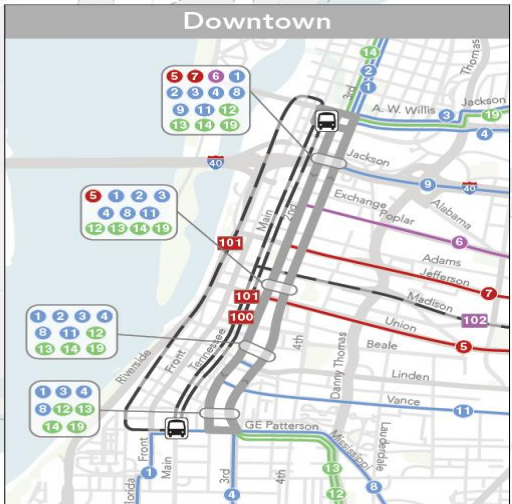 Downtown
5 7 6 1
2 3 4 8
9 11 12
13 14 19
14
2
1
3rd
Thomas
A. W. Willis
3
Jackson
19
4
40
Jackson
9
40
5 1 2 3
4 8 11
12 13 14 19
Exchange
Poplar
Alabama
6
Main
2nd
101
Adams
Jefferson
7
Madison
102
101
100
Union
5
Beale
1 2 3 4
8 11 12
13 14 19
Riverside
Front
Tennessee
4th
Danny Thomas
Linden
Vance
11
1 3 4
8 12 13
14 19
GE Patterson
Mississippi
Lauderdale
Front
Main
3rd
4th
13
12
1
4
8